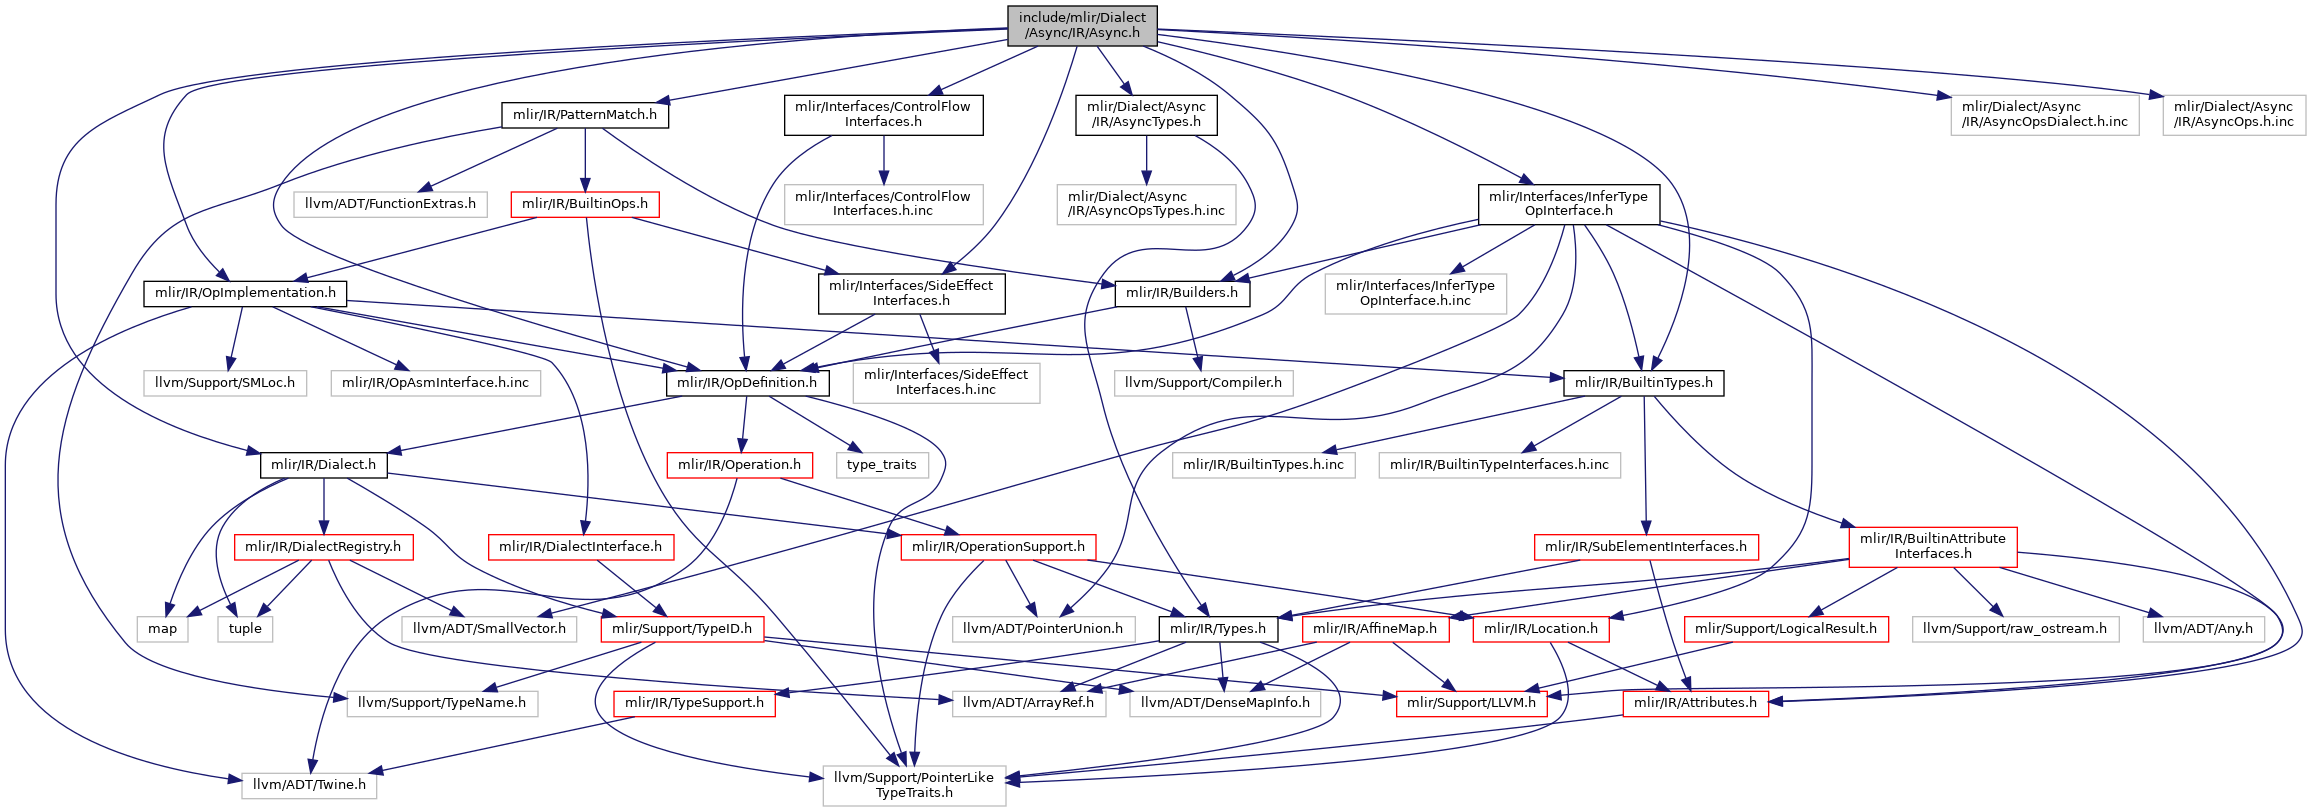 include/mlir/Dialect
/Async/IR/Async.h
mlir/IR/PatternMatch.h
mlir/Interfaces/ControlFlow
Interfaces.h
mlir/Dialect/Async
/IR/AsyncTypes.h
mlir/Dialect/Async
/IR/AsyncOpsDialect.h.inc
mlir/Dialect/Async
/IR/AsyncOps.h.inc
llvm/ADT/FunctionExtras.h
mlir/IR/BuiltinOps.h
mlir/Interfaces/ControlFlow
Interfaces.h.inc
mlir/Dialect/Async
/IR/AsyncOpsTypes.h.inc
mlir/Interfaces/InferType
OpInterface.h
mlir/IR/OpImplementation.h
mlir/Interfaces/SideEffect
Interfaces.h
mlir/IR/Builders.h
mlir/Interfaces/InferType
OpInterface.h.inc
llvm/Support/SMLoc.h
mlir/IR/OpAsmInterface.h.inc
mlir/IR/OpDefinition.h
mlir/Interfaces/SideEffect
Interfaces.h.inc
llvm/Support/Compiler.h
mlir/IR/BuiltinTypes.h
mlir/IR/Dialect.h
mlir/IR/Operation.h
type_traits
mlir/IR/BuiltinTypes.h.inc
mlir/IR/BuiltinTypeInterfaces.h.inc
mlir/IR/DialectRegistry.h
mlir/IR/DialectInterface.h
mlir/IR/OperationSupport.h
mlir/IR/SubElementInterfaces.h
mlir/IR/BuiltinAttribute
Interfaces.h
map
tuple
llvm/ADT/SmallVector.h
mlir/Support/TypeID.h
llvm/ADT/PointerUnion.h
mlir/IR/Types.h
mlir/IR/AffineMap.h
mlir/IR/Location.h
mlir/Support/LogicalResult.h
llvm/Support/raw_ostream.h
llvm/ADT/Any.h
llvm/Support/TypeName.h
mlir/IR/TypeSupport.h
llvm/ADT/ArrayRef.h
llvm/ADT/DenseMapInfo.h
mlir/Support/LLVM.h
mlir/IR/Attributes.h
llvm/ADT/Twine.h
llvm/Support/PointerLike
TypeTraits.h